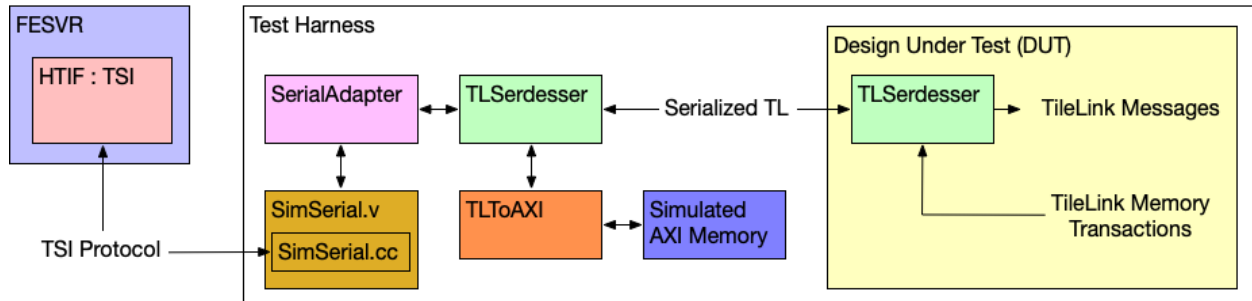 FESVR
HTIF : TSI
TSI Protocol
Test Harness
SerialAdapter
TLSerdesser
Serialized TL
SimSerial.v
SimSerial.cc
TLToAXI
Simulated
AXI Memory
Design Under Test (DUT)
TLSerdesser
TileLink Messages
TileLink Memory
Transactions